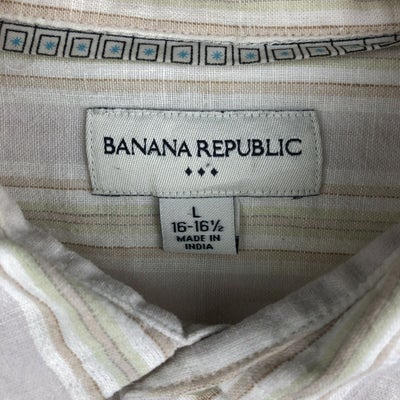 BANANA REPUBLIC
L
16-16½
MADE IN
INDIA